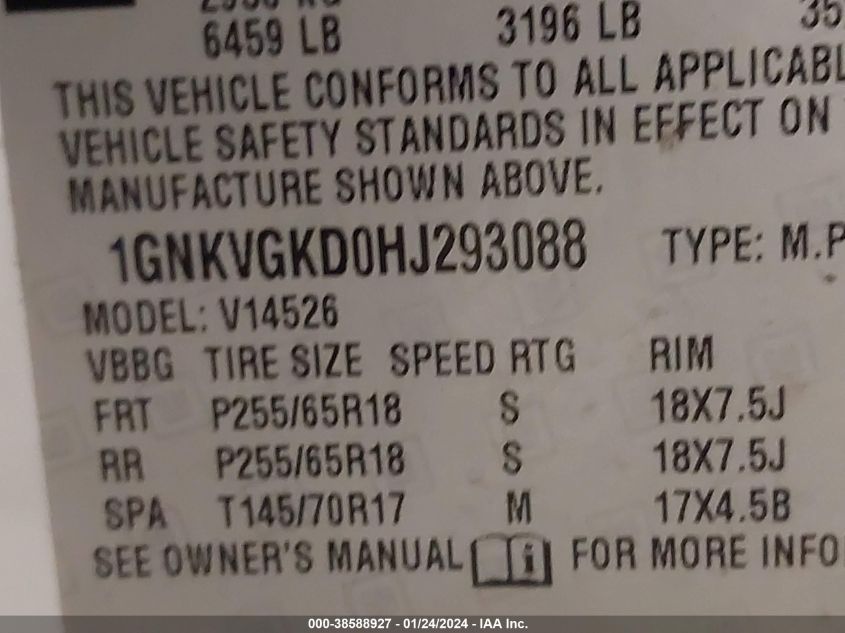 6459 LB 3196 LB 35
THIS VEHICLE CONFORMS TO ALL APPLICABL
VEHICLE SAFETY STANDARDS IN EFFECT ON
MANUFACTURE SHOWN ABOVE.
1GNKVGKD0HJ293088 TYPE: M.P
MODEL: V14526
VBBG TIRE SIZE SPEED RTG RIM
FRT P255/65R18 S 18X7.5J
RR P255/65R18 S 18X7.5J
SPA T145/70R17 M 17X4.5B
SEE OWNER'S MANUAL i FOR MORE INFO
000-38588927 - 01/24/2024 - IAA Inc.